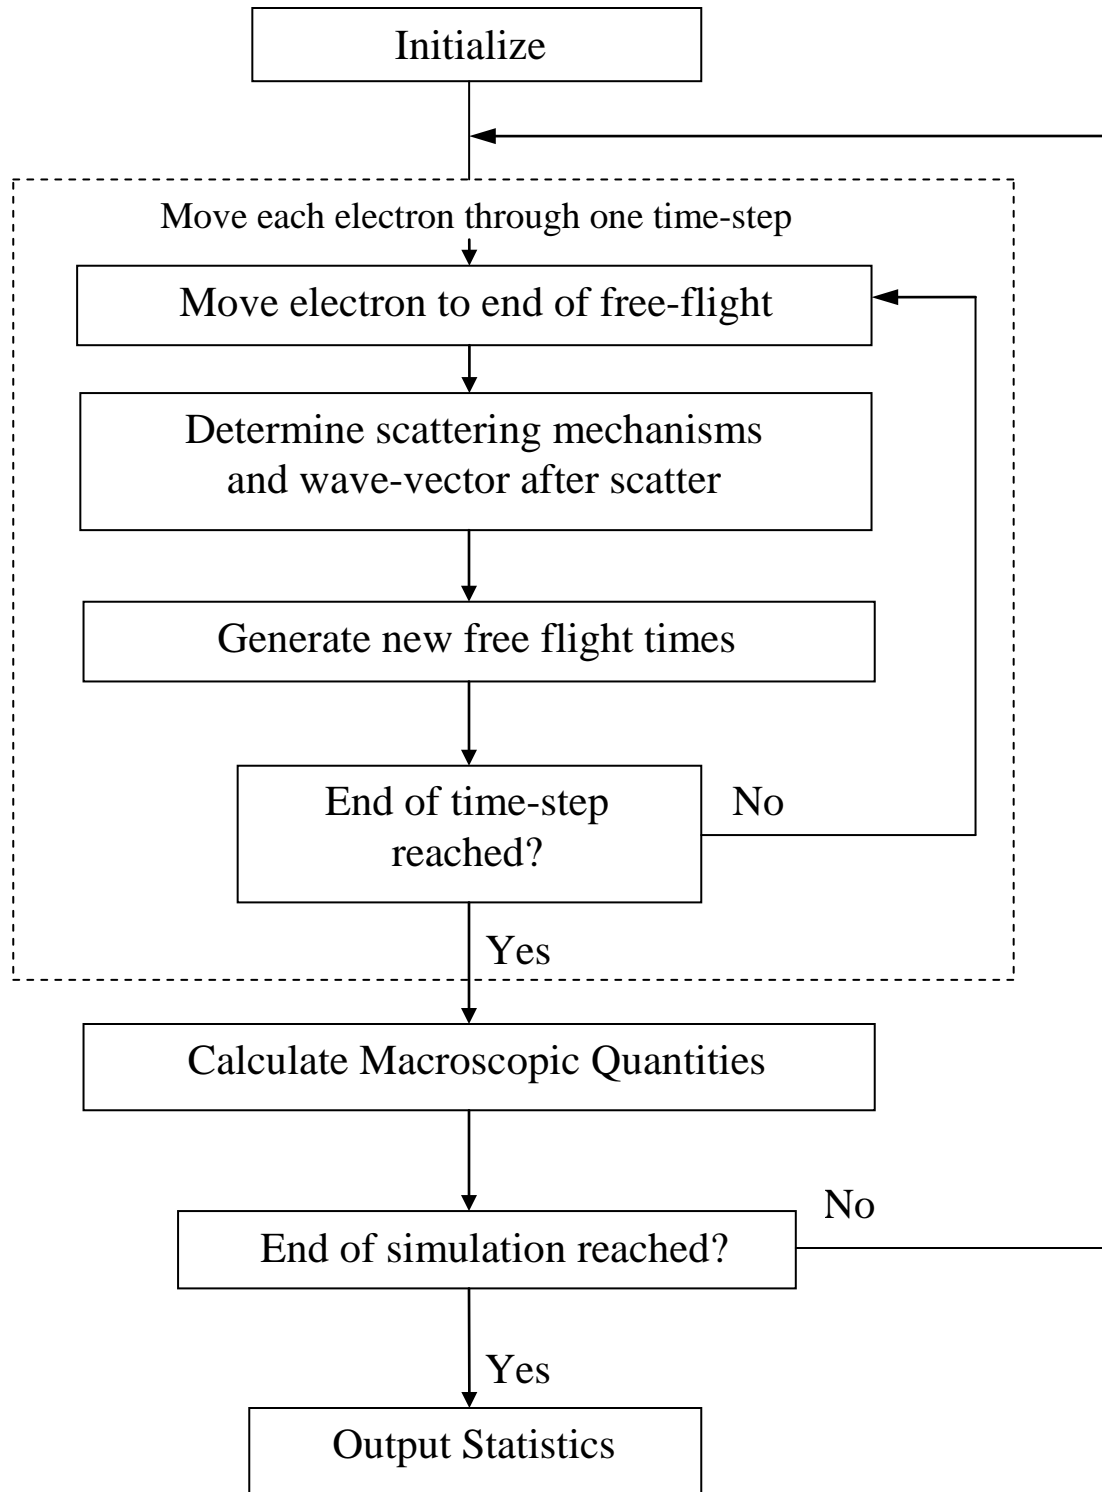 Initialize
Move each electron through one time-step
Move electron to end of free-flight
Determine scattering mechanisms
and wave-vector after scatter
Generate new free flight times
End of time-step
reached?
No
Yes
Calculate Macroscopic Quantities
End of simulation reached?
No
Yes
Output Statistics